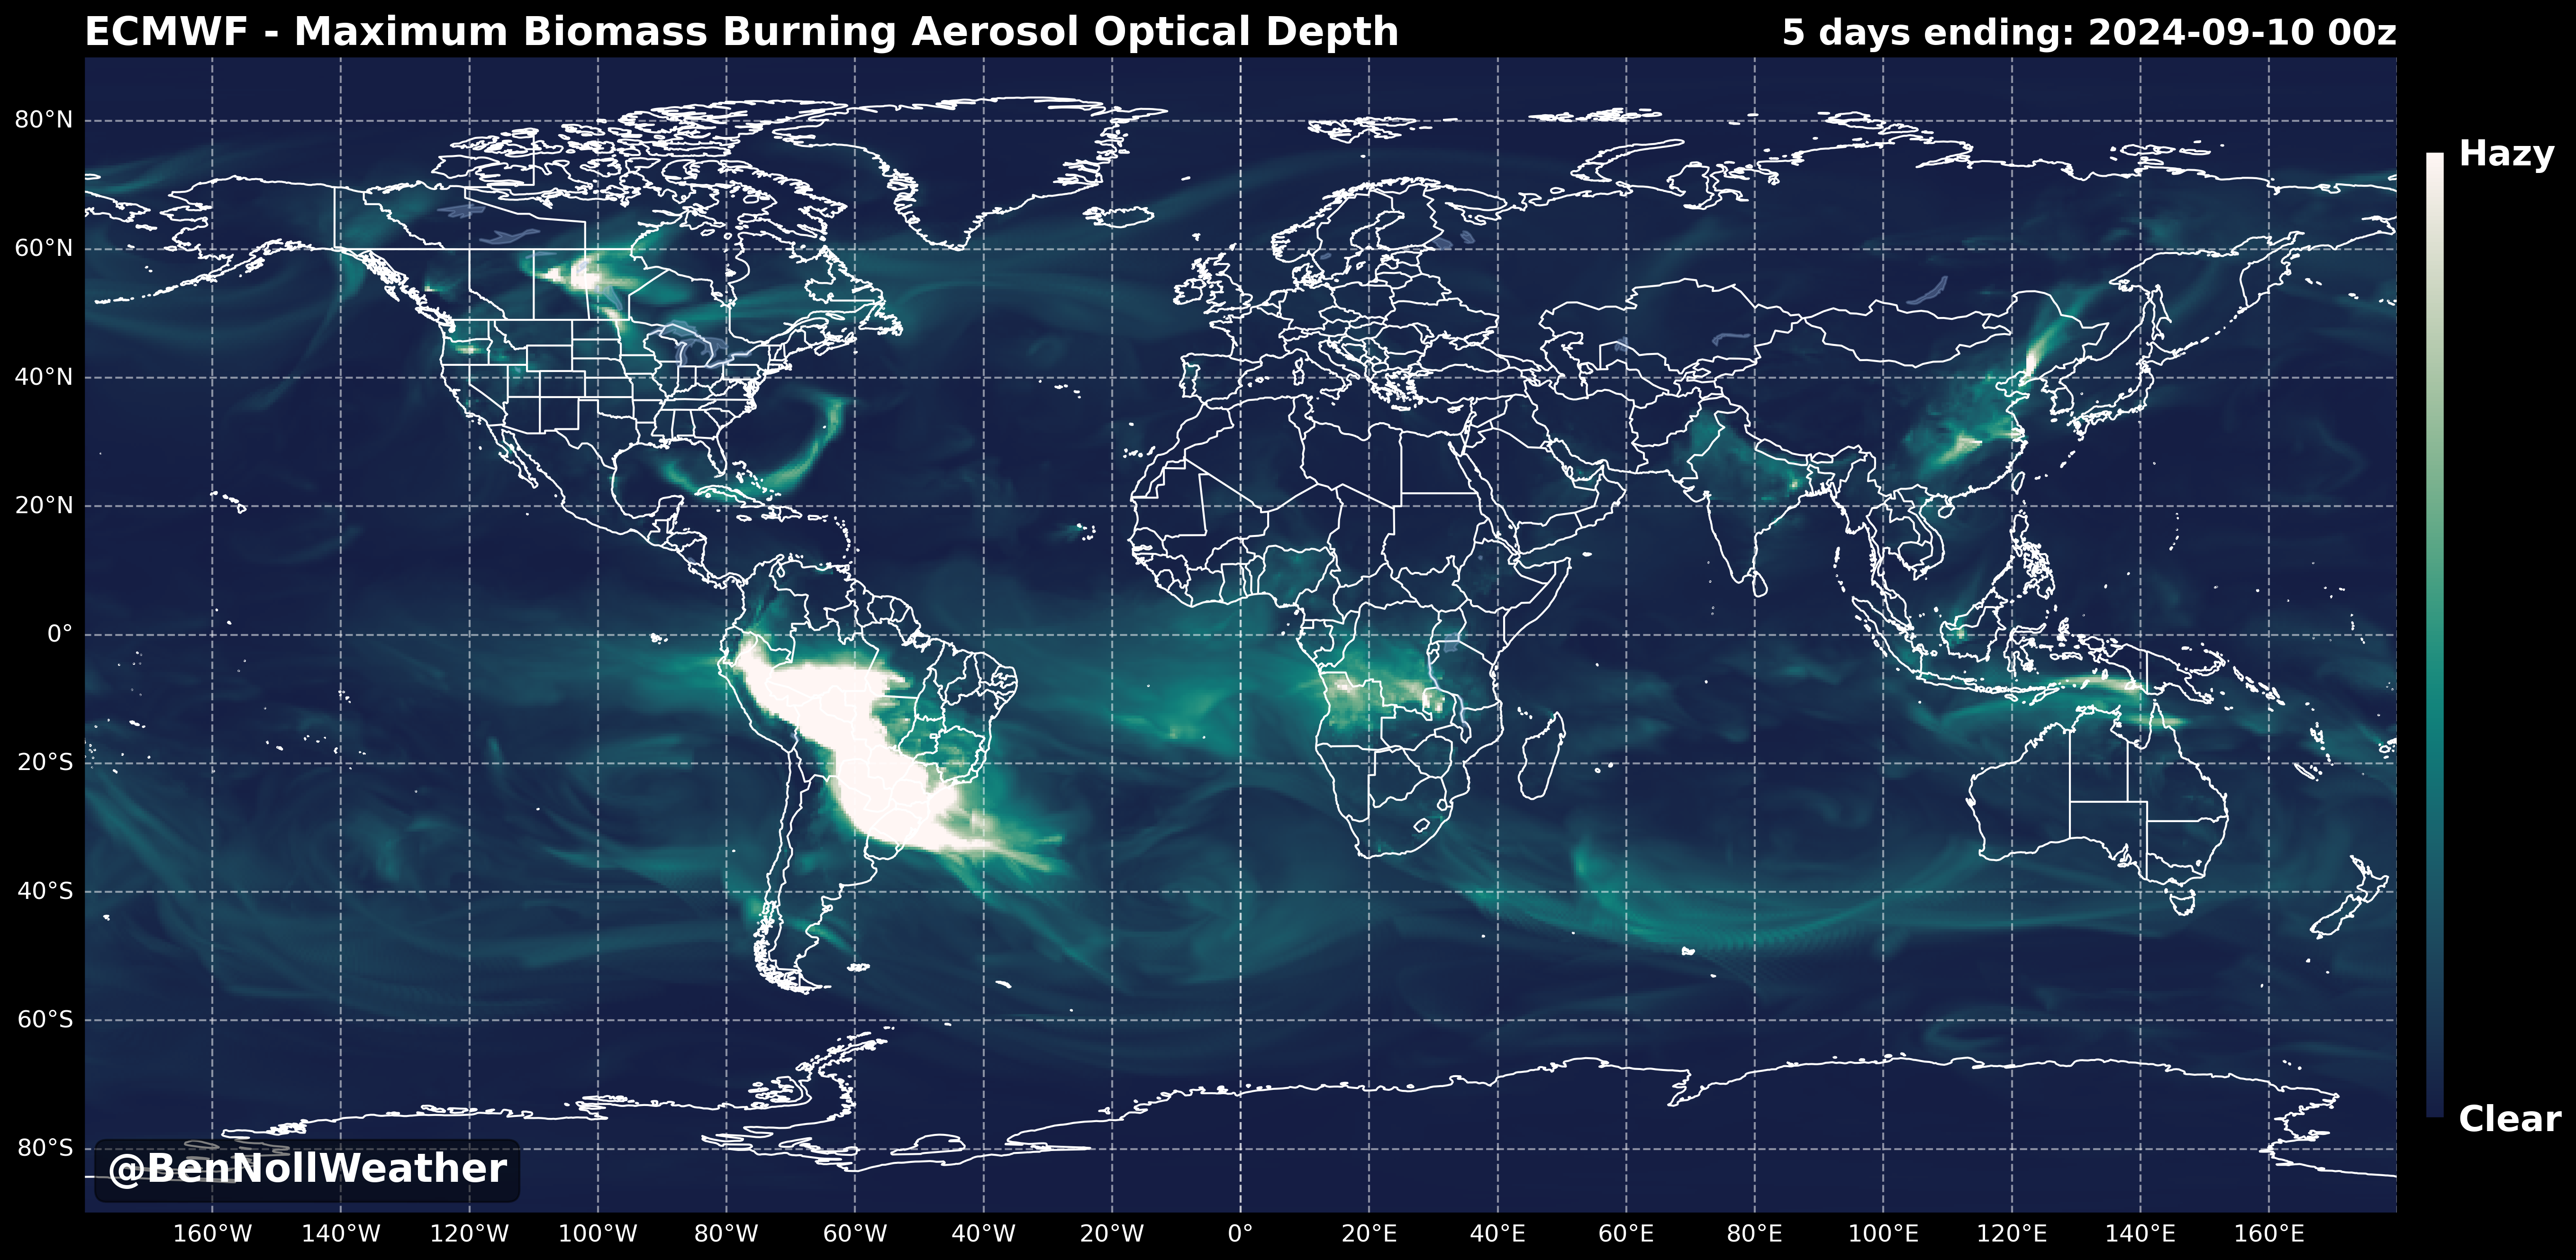 ECMWF - Maximum Biomass Burning Aerosol Optical Depth
5 days ending: 2024-09-10 00z
80°N
60°N
40°N
20°N
0°
20°S
40°S
60°S
80°S
Hazy
Clear
@BenNollWeather
160°W 140°W 120°W 100°W 80°W 60°W 40°W 20°W 0° 20°E 40°E 60°E 80°E 100°E 120°E 140°E 160°E